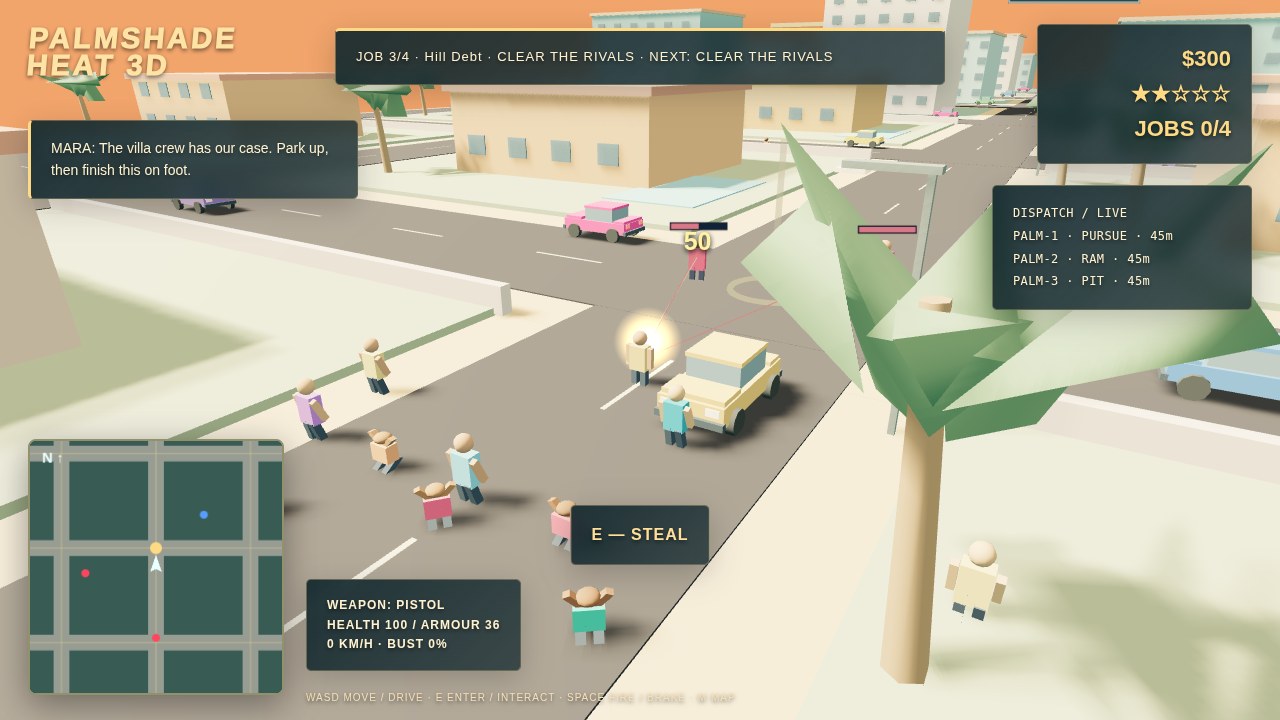 PALMSHADE
HEAT 3D
JOB 3/4 · Hill Debt · CLEAR THE RIVALS · NEXT: CLEAR THE RIVALS
$300
★★☆☆☆
JOBS 0/4
MARA: The villa crew has our case. Park up,
then finish this on foot.
DISPATCH / LIVE
PALM-1 · PURSUE · 45m
PALM-2 · RAM · 45m
PALM-3 · PIT · 45m
50
N ↑
E — STEAL
WEAPON: PISTOL
HEALTH 100 / ARMOUR 36
0 KM/H · BUST 0%
WASD MOVE / DRIVE · E ENTER / INTERACT · SPACE FIRE / BRAKE · M MAP